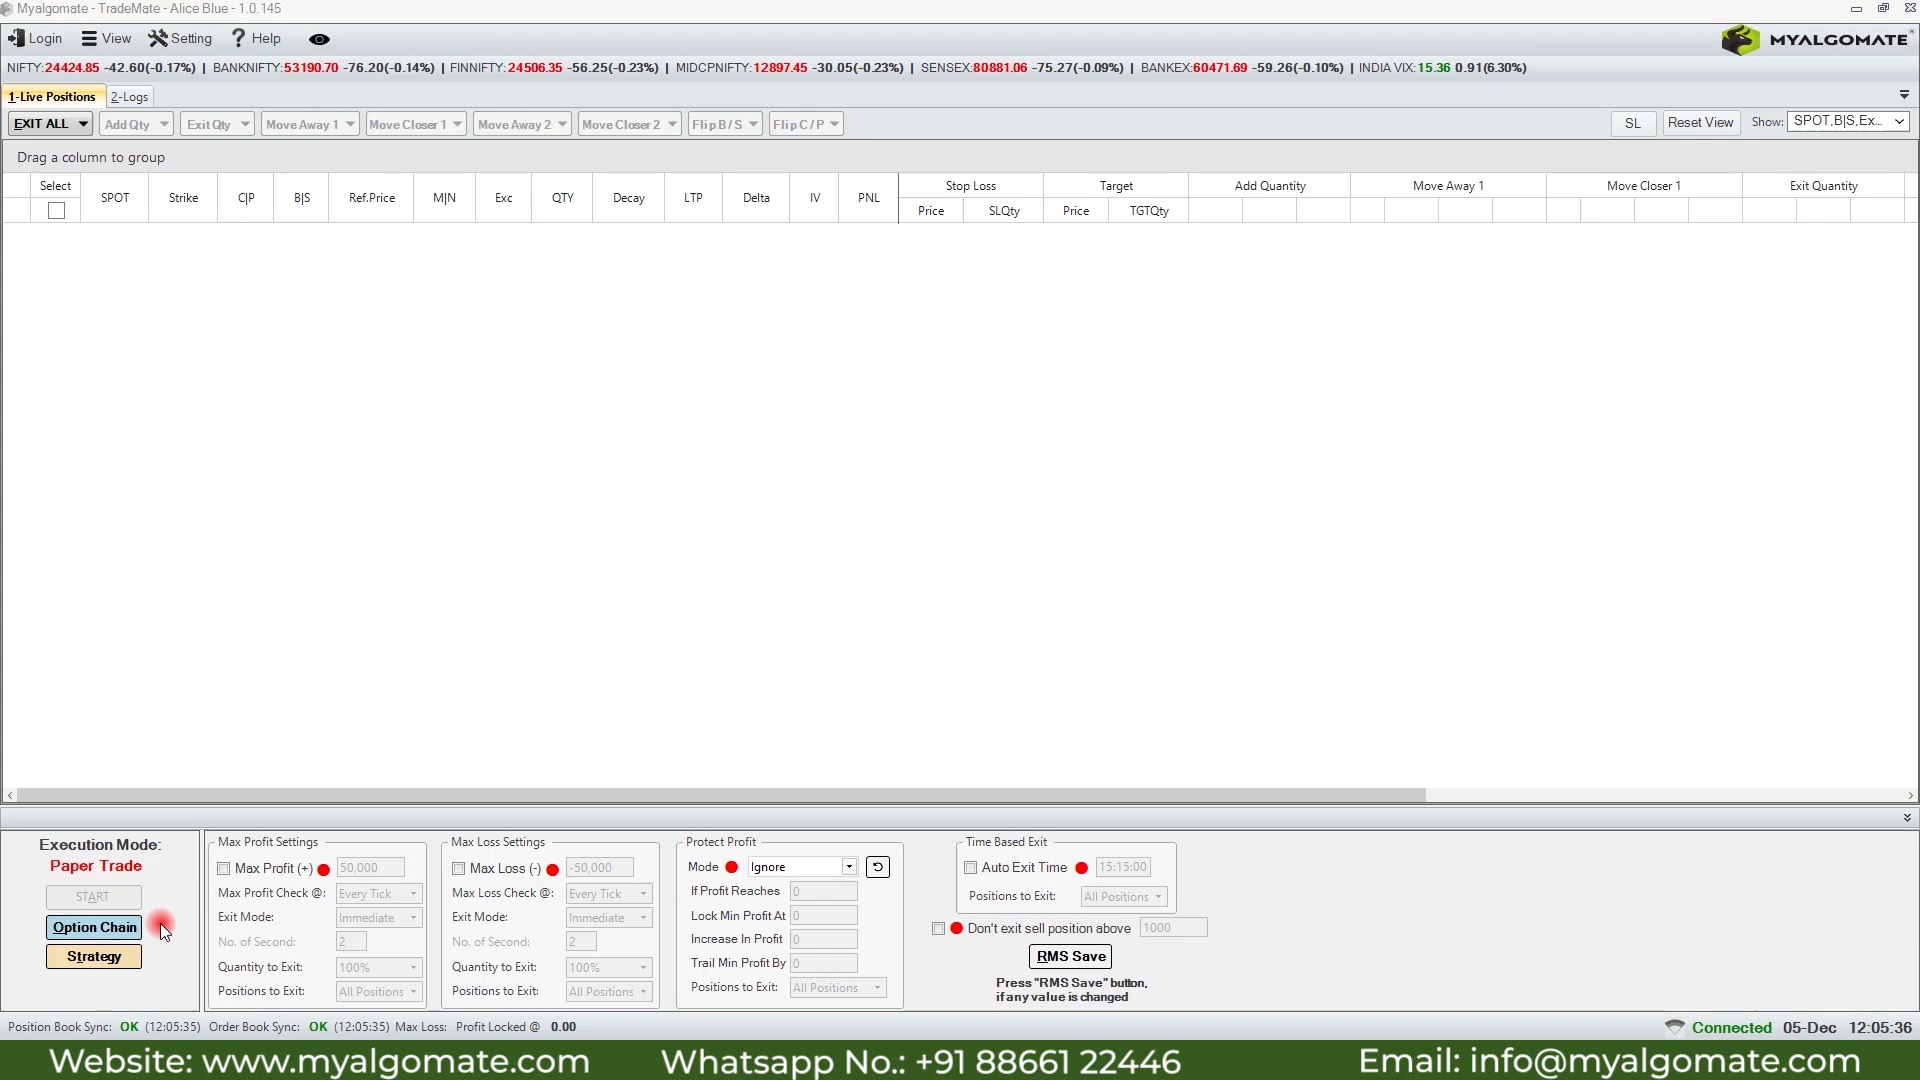 Myalgomate - TradeMate - Alice Blue - 1.0.145
Login View Setting Help
MYALGOMATE
NIFTY:24424.85 -42.60(-0.17%) | BANKNIFTY:53190.70 -76.20(-0.14%) | FINNIFTY:24506.35 -56.25(-0.23%) | MIDCPNIFTY:12897.45 -30.05(-0.23%) | SENSEX:80881.06 -75.27(-0.09%) | BANKEX:60471.69 -59.26(-0.10%) | INDIA VIX:15.36 0.91(6.30%)
1-Live Positions 2-Logs
EXIT ALL Add Qty Exit Qty Move Away 1 Move Closer 1 Move Away 2 Move Closer 2 Flip B / S Flip C / P SL Reset View Show: SPOT,B|S,Ex...
Drag a column to group
Select SPOT Strike C|P B|S Ref.Price M|N Exc QTY Decay LTP Delta IV PNL Stop Loss Target Add Quantity Move Away 1 Move Closer 1 Exit Quantity
Price SLQty Price TGTQty
Execution Mode:
Paper Trade
START
Option Chain
Strategy
Max Profit Settings
Max Profit (+) 50,000
Max Profit Check @: Every Tick
Exit Mode: Immediate
No. of Second: 2
Quantity to Exit: 100%
Positions to Exit: All Positions
Max Loss Settings
Max Loss (-) -50,000
Max Loss Check @: Every Tick
Exit Mode: Immediate
No. of Second: 2
Quantity to Exit: 100%
Positions to Exit: All Positions
Protect Profit
Mode Ignore
If Profit Reaches 0
Lock Min Profit At 0
Increase In Profit 0
Trail Min Profit By 0
Positions to Exit: All Positions
Time Based Exit
Auto Exit Time 15:15:00
Positions to Exit: All Positions
Don't exit sell position above 1000
RMS Save
Press "RMS Save" button,
if any value is changed
Position Book Sync: OK (12:05:35) Order Book Sync: OK (12:05:35) Max Loss: Profit Locked @ 0.00
Connected 05-Dec 12:05:36
Website: www.myalgomate.com Whatsapp No.: +91 88661 22446 Email: info@myalgomate.com